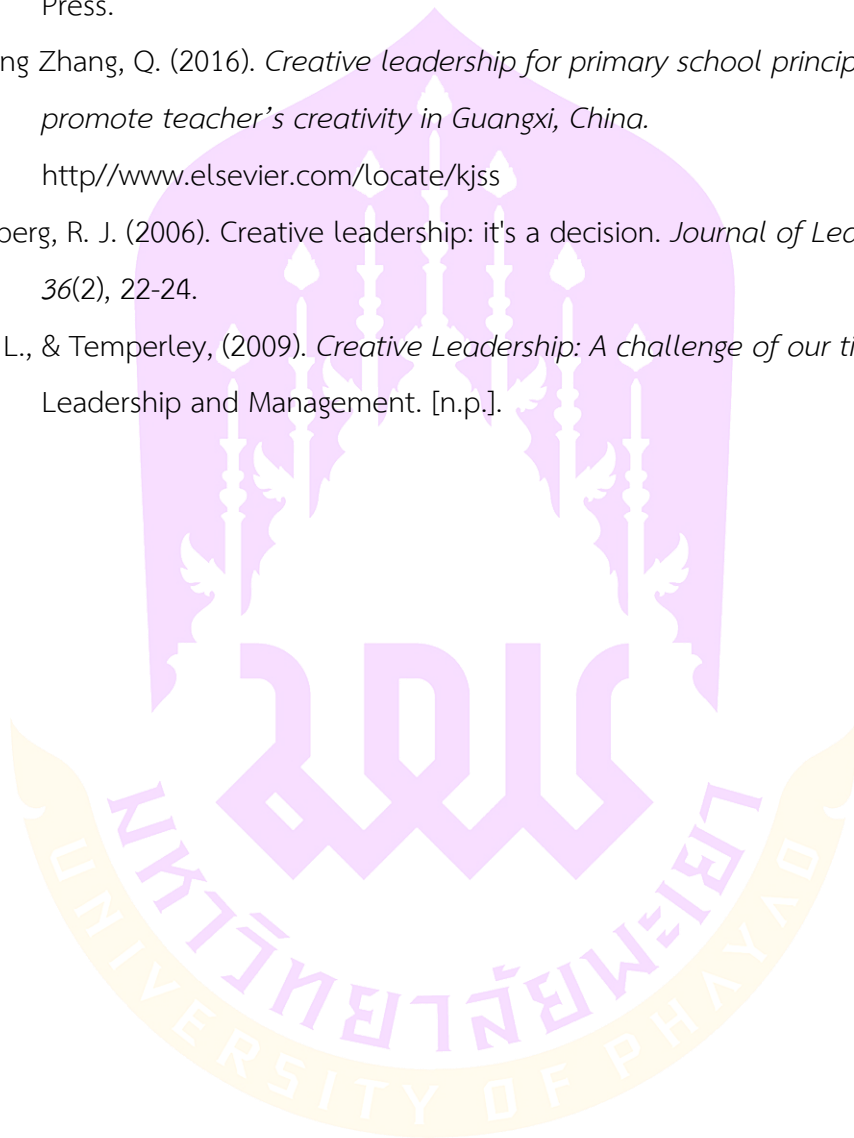 Press.
ng Zhang, Q. (2016). Creative leadership for primary school princip
promote teacher’s creativity in Guangxi, China.
http//www.elsevier.com/locate/kjss
berg, R. J. (2006). Creative leadership: it's a decision. Journal of Lea
36(2), 22-24.
L., & Temperley, (2009). Creative Leadership: A challenge of our ti
Leadership and Management. [n.p.].
มหาวิทยาลัยพะเยา
UNIVERSITY OF PHAYAO